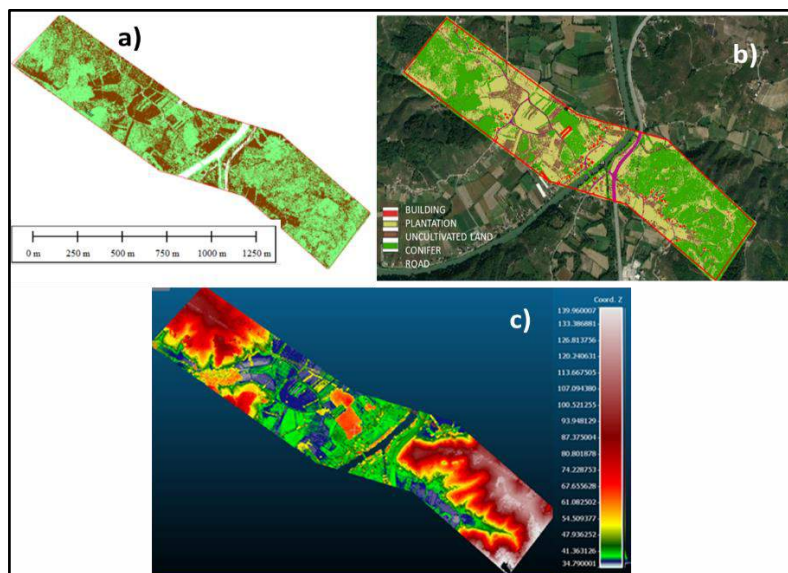 a)
0 m 250 m 500 m 750 m 1000 m 1250 m
b)
BUILDING
PLANTATION
UNCULTIVATED LAND
CONIFER
ROAD
c)
Coord. Z
139.960007
133.386881
126.813756
120.240631
113.667505
107.094380
100.521255
93.948129
87.375004
80.801878
74.228753
67.655628
61.082502
54.509377
47.936252
41.363126
34.790001